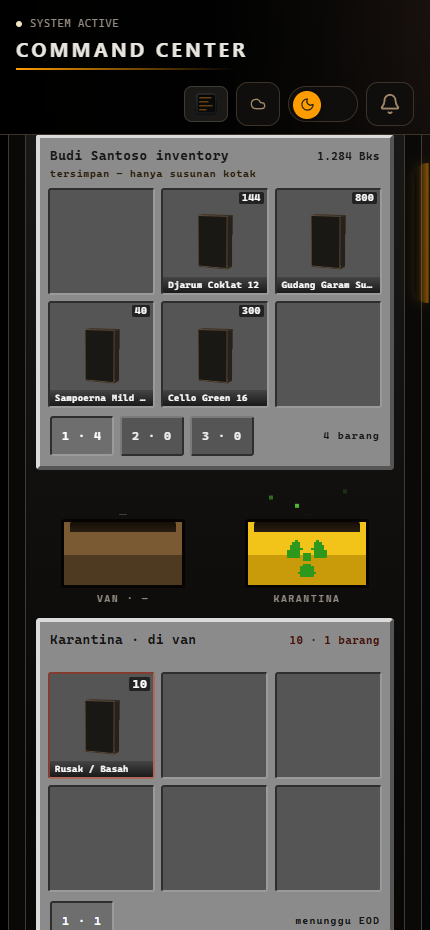 SYSTEM ACTIVE
COMMAND CENTER
Budi Santoso inventory 1.284 Bks
tersimpan — hanya susunan kotak
144 800
Djarum Coklat 12 Gudang Garam Su…
40 300
Sampoerna Mild … Cello Green 16
1 · 4 2 · 0 3 · 0 4 barang
VAN · — KARANTINA
Karantina · di van 10 · 1 barang
10
Rusak / Basah
1 · 1 menunggu EOD